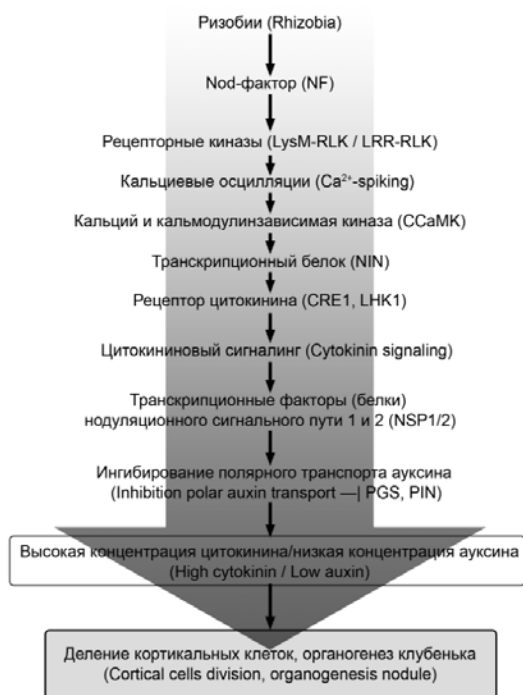 Ризобии (Rhizobia)
Nod-фактор (NF)
Рецепторные киназы (LysM-RLK / LRR-RLK)
Кальциевые осцилляции (Ca²⁺-spiking)
Кальций и кальмодулинзависимая киназа (CCaMK)
Транскрипционный белок (NIN)
Рецептор цитокинина (CRE1, LHK1)
Цитокининовый сигналинг (Cytokinin signaling)
Транскрипционные факторы (белки)
нодуляционного сигнального пути 1 и 2 (NSP1/2)
Ингибирование полярного транспорта ауксина
(Inhibition polar auxin transport —| PGS, PIN)
Высокая концентрация цитокинина/низкая концентрация ауксина
(High cytokinin / Low auxin)
Деление кортикальных клеток, органогенез клубенька
(Cortical cells division, organogenesis nodule)